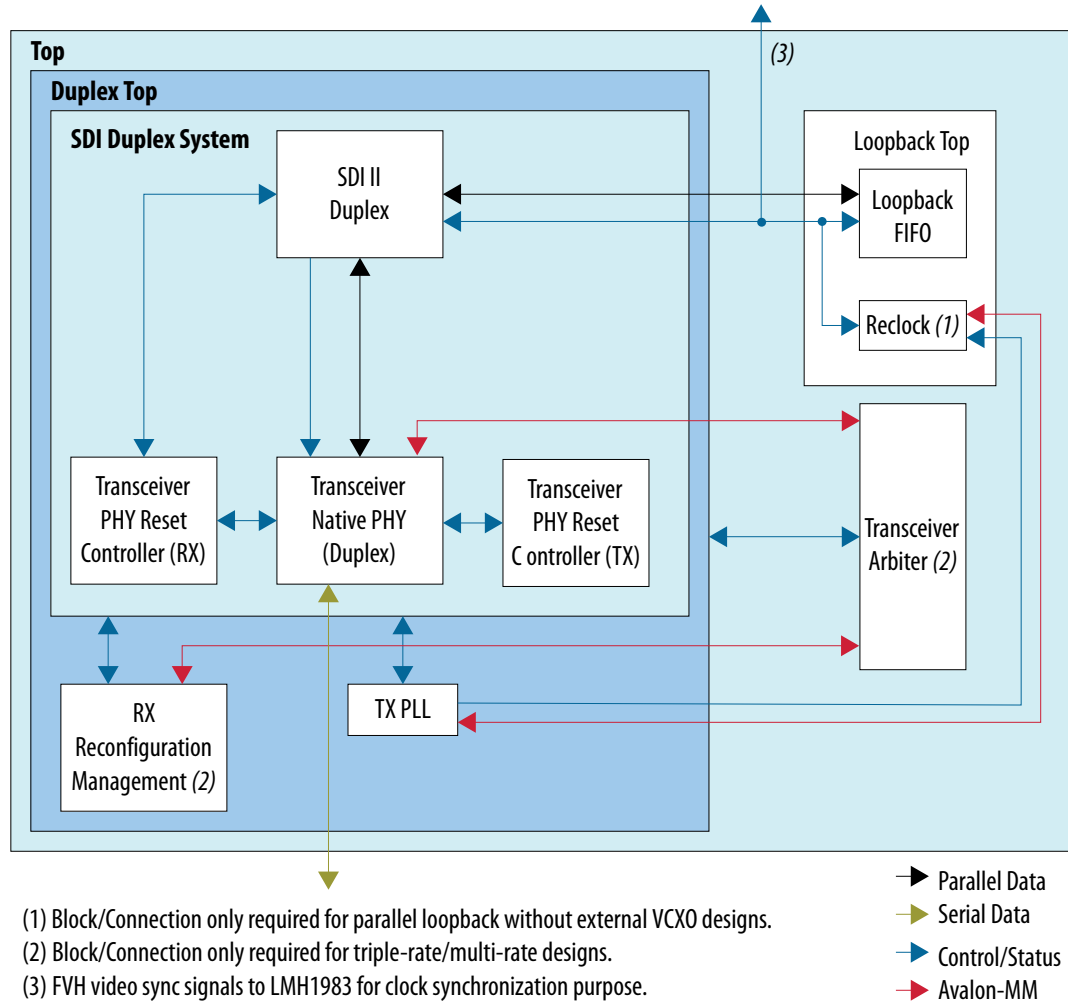 Top
(3)
Duplex Top
SDI Duplex System
SDI II
Duplex
Loopback Top
Loopback
FIFO
Reclock (1)
Transceiver
PHY Reset
Controller (RX)
Transceiver
Native PHY
(Duplex)
Transceiver
PHY Reset
C ontroller (TX)
Transceiver
Arbiter (2)
RX
Reconfiguration
Management (2)
TX PLL
(1) Block/Connection only required for parallel loopback without external VCXO designs.
(2) Block/Connection only required for triple-rate/multi-rate designs.
(3) FVH video sync signals to LMH1983 for clock synchronization purpose.
Parallel Data
Serial Data
Control/Status
Avalon-MM